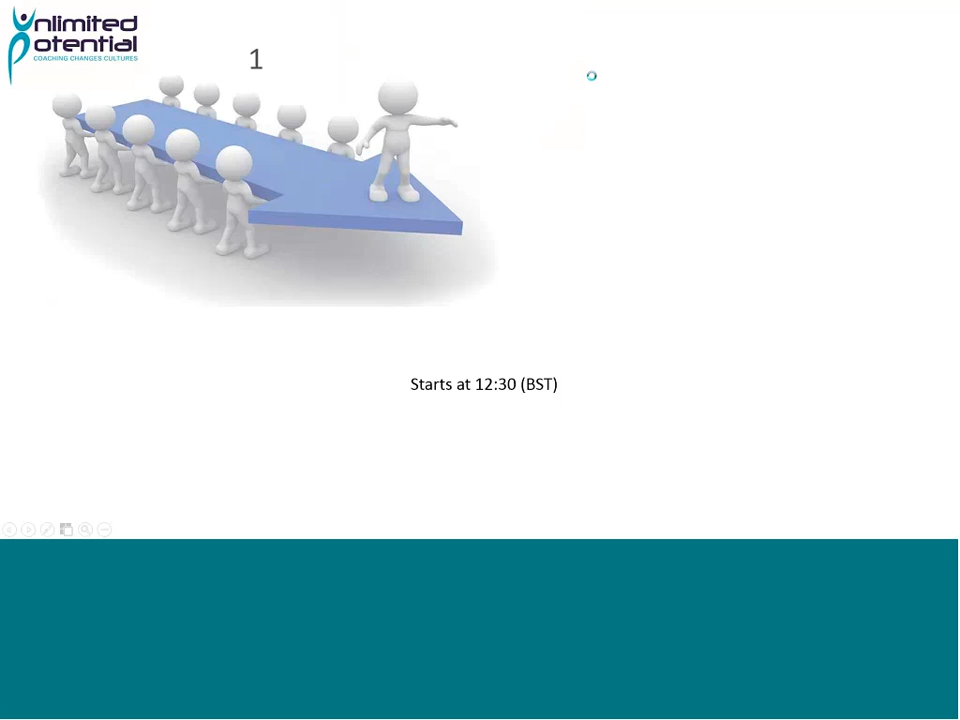 Unlimited
Potential
COACHING CHANGES CULTURES
1
Starts at 12:30 (BST)